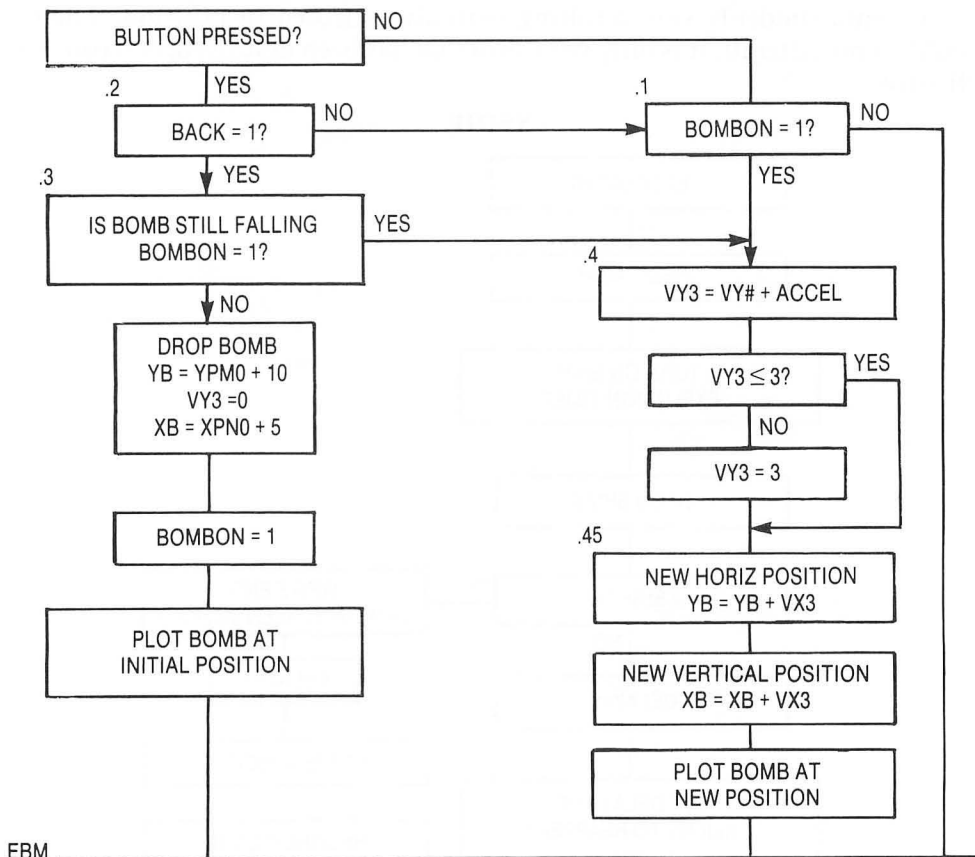 BUTTON PRESSED?
NO
YES
.2
BACK = 1?
NO
.1
BOMBON = 1?
NO
YES
YES
.3
IS BOMB STILL FALLING
BOMBON = 1?
YES
NO
.4
VY3 = VY# + ACCEL
DROP BOMB
YB = YPM0 + 10
VY3 =0
XB = XPN0 + 5
VY3 ≤ 3?
YES
NO
VY3 = 3
BOMBON = 1
.45
NEW HORIZ POSITION
YB = YB + VX3
PLOT BOMB AT
INITIAL POSITION
NEW VERTICAL POSITION
XB = XB + VX3
PLOT BOMB AT
NEW POSITION
EBM